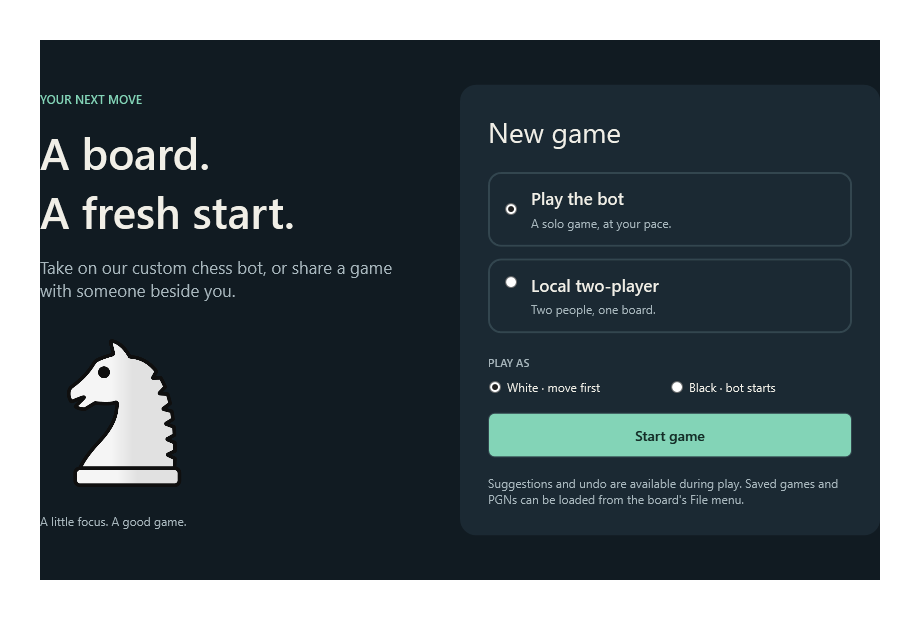 YOUR NEXT MOVE
A board.
A fresh start.
Take on our custom chess bot, or share a game
with someone beside you.
A little focus. A good game.
New game
Play the bot
A solo game, at your pace.
Local two-player
Two people, one board.
PLAY AS
White · move first
Black · bot starts
Start game
Suggestions and undo are available during play. Saved games and
PGNs can be loaded from the board's File menu.